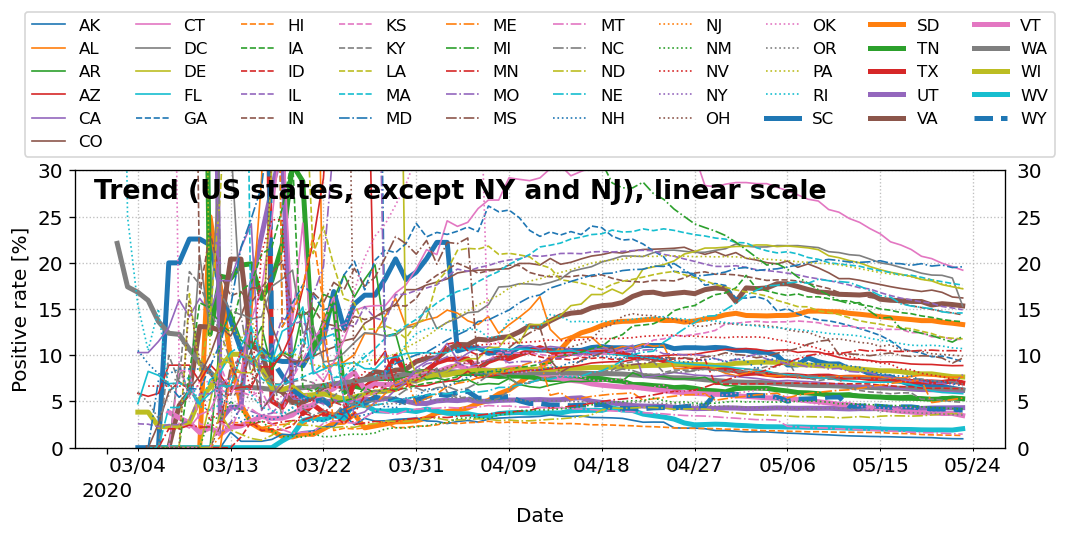 AK CT HI KS ME MT NJ OK SD VT
AL DC IA KY MI NC NM OR TN WA
AR DE ID LA MN ND NV PA TX WI
AZ FL IL MA MO NE NY RI UT WV
CA GA IN MD MS NH OH SC VA WY
CO
Trend (US states, except NY and NJ), linear scale
Positive rate [%]
30 30
25 25
20 20
15 15
10 10
5 5
0 0
03/04 03/13 03/22 03/31 04/09 04/18 04/27 05/06 05/15 05/24
2020
Date